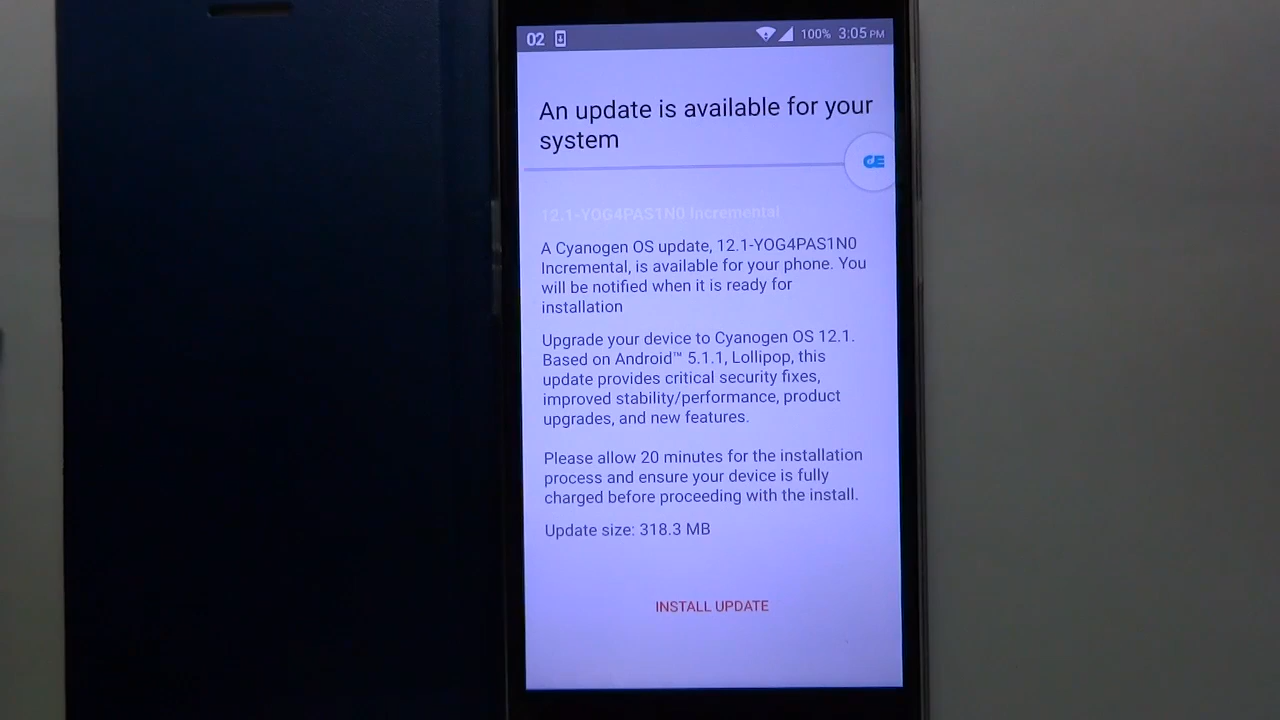 02 100% 3:05 PM
An update is available for your
system
12.1-YOG4PAS1N0 Incremental
A Cyanogen OS update, 12.1-YOG4PAS1N0
Incremental, is available for your phone. You
will be notified when it is ready for
installation
Upgrade your device to Cyanogen OS 12.1.
Based on Android™ 5.1.1, Lollipop, this
update provides critical security fixes,
improved stability/performance, product
upgrades, and new features.
Please allow 20 minutes for the installation
process and ensure your device is fully
charged before proceeding with the install.
Update size: 318.3 MB
INSTALL UPDATE